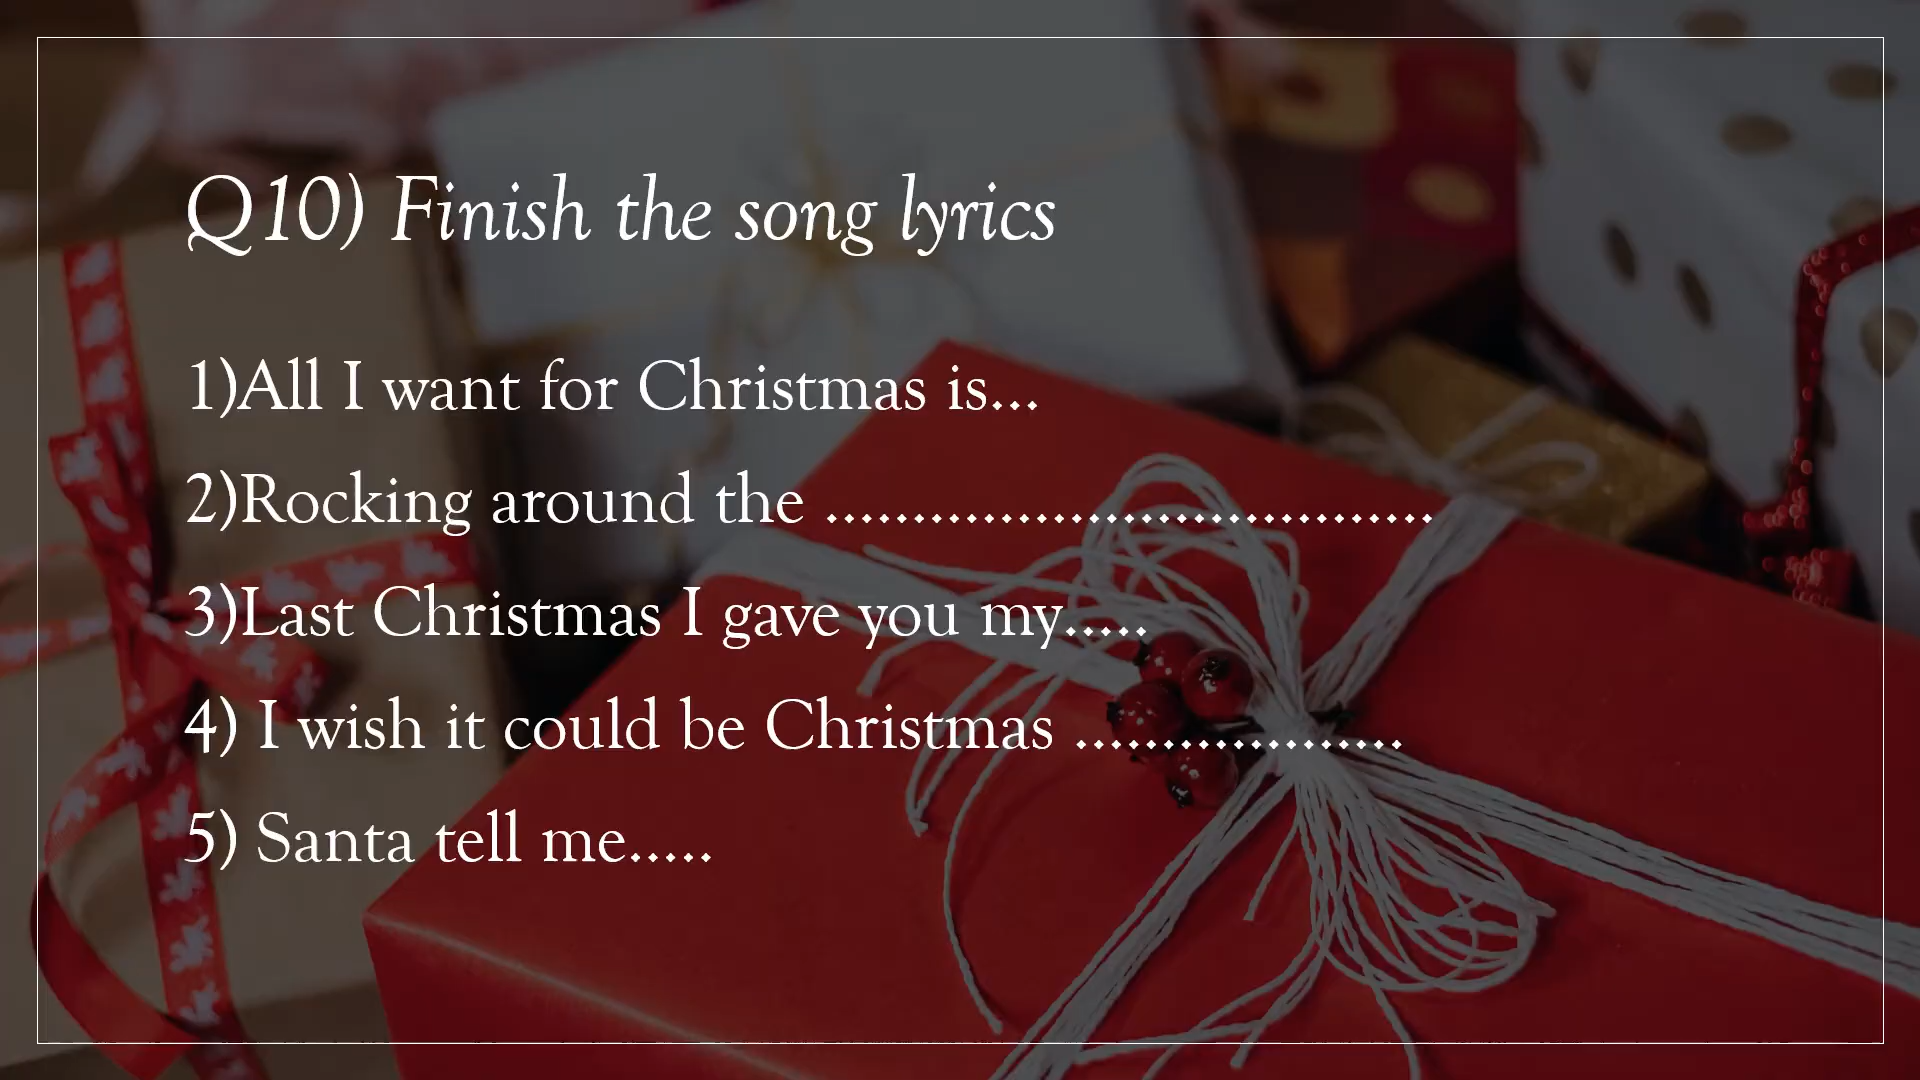 Q10) Finish the song lyrics
1)All I want for Christmas is...
2)Rocking around the ...................................
3)Last Christmas I gave you my.....
4) I wish it could be Christmas ...................
5) Santa tell me.....